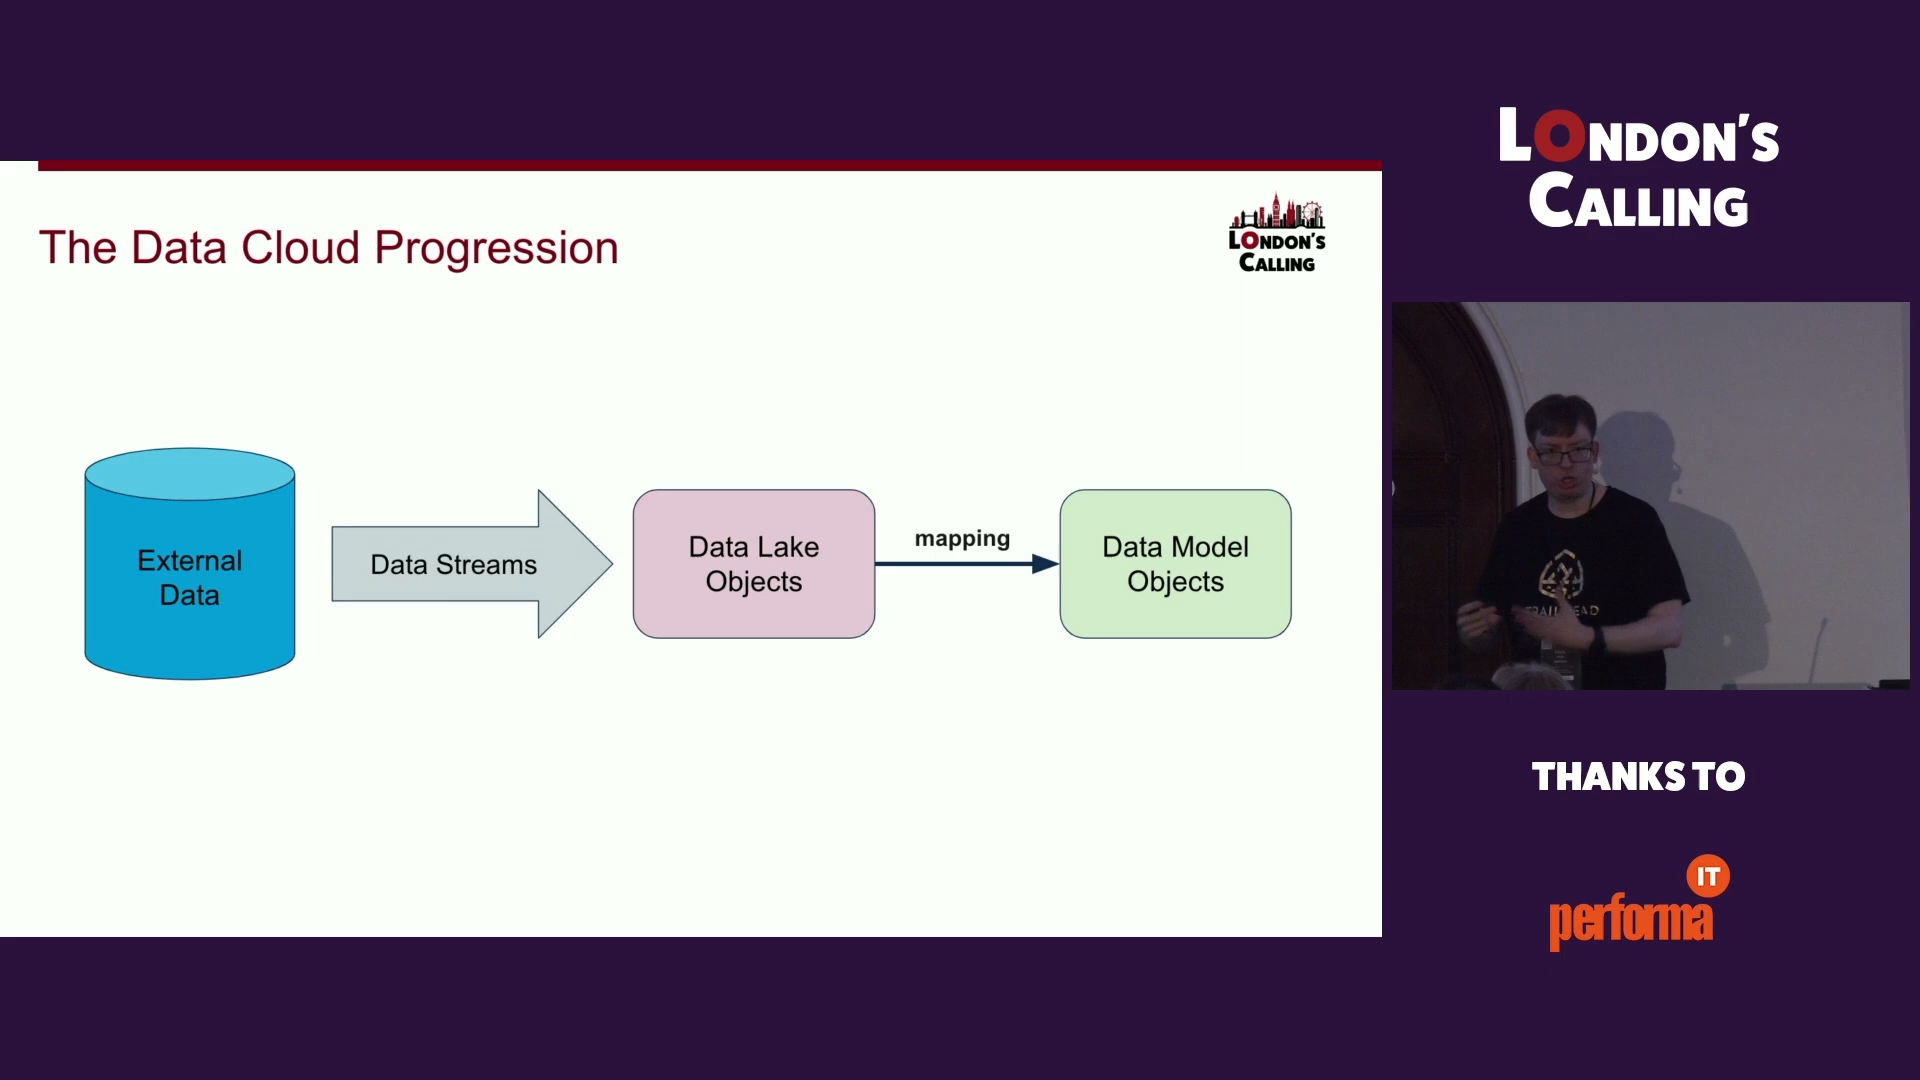 The Data Cloud Progression
LONDON'S
CALLING
External
Data
Data Streams
Data Lake
Objects
mapping
Data Model
Objects
LONDON'S
CALLING
TRAILHEAD
THANKS TO
IT
performa